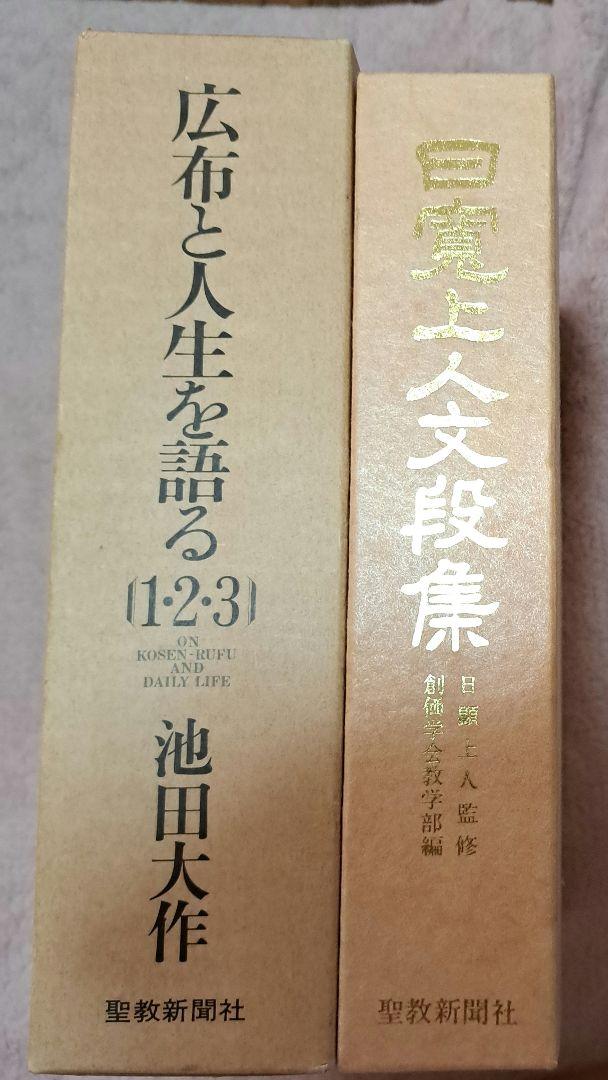 広布と人生を語る
(1・2・3)
ON
KOSEN-RUFU
AND
DAILY LIFE
池田大作
聖教新聞社
日寛上人文段集
日顕上人監修
創価学会教学部編
聖教新聞社